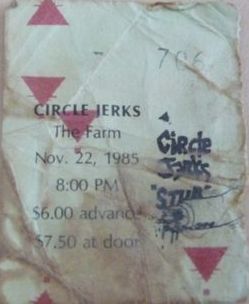 706
CIRCLE JERKS
The Farm
Nov. 22, 1985
8:00 PM
$6.00 advance
$7.50 at door
Circle
Jerks
"STUB"